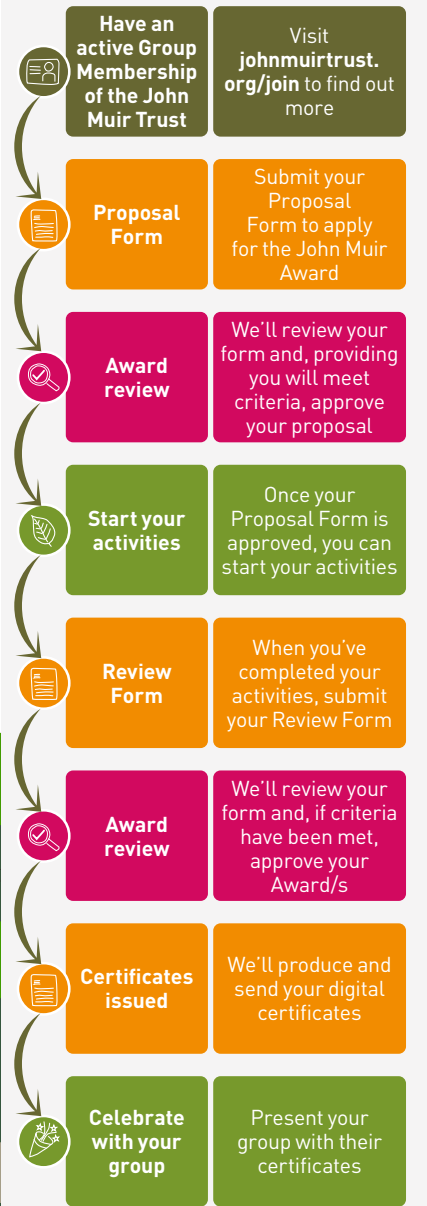 Have an
active Group
Membership
of the John
Muir Trust
Visit
johnmuirtrust.
org/join to find out
more
Proposal
Form
Submit your
Proposal
Form to apply
for the John Muir
Award
Award
review
We'll review your
form and, providing
you will meet
criteria, approve
your proposal
Start your
activities
Once your
Proposal Form is
approved, you can
start your activities
Review
Form
When you've
completed your
activities, submit
your Review Form
Award
review
We'll review your
form and, if criteria
have been met,
approve your
Award/s
Certificates
issued
We'll produce and
send your digital
certificates
Celebrate
with your
group
Present your
group with their
certificates